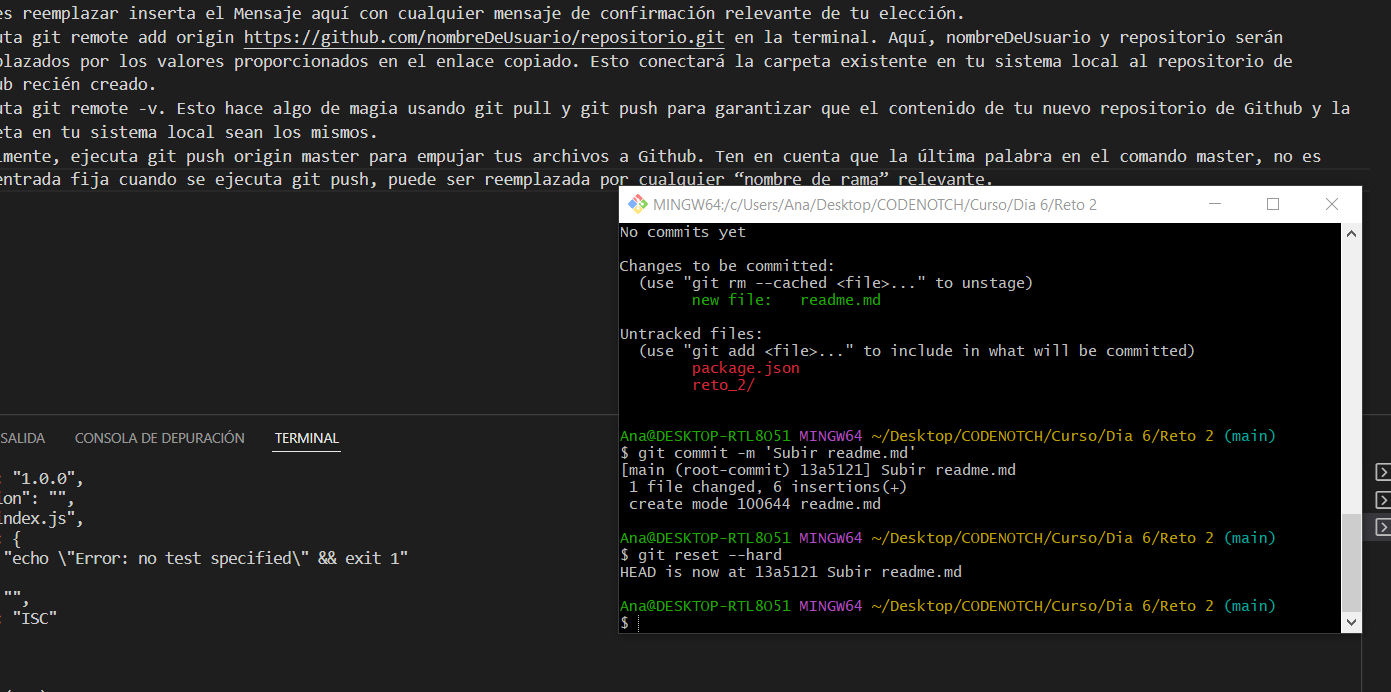 es reemplazar inserta el Mensaje aquí con cualquier mensaje de confirmación relevante de tu elección.
uta git remote add origin https://github.com/nombreDeUsuario/repositorio.git en la terminal. Aquí, nombreDeUsuario y repositorio serán
plazados por los valores proporcionados en el enlace copiado. Esto conectará la carpeta existente en tu sistema local al repositorio de
ub recién creado.
uta git remote -v. Esto hace algo de magia usando git pull y git push para garantizar que el contenido de tu nuevo repositorio de Github y la
eta en tu sistema local sean los mismos.
lmente, ejecuta git push origin master para empujar tus archivos a Github. Ten en cuenta que la última palabra en el comando master, no es
entrada fija cuando se ejecuta git push, puede ser reemplazada por cualquier “nombre de rama” relevante.
MINGW64:/c/Users/Ana/Desktop/CODENOTCH/Curso/Dia 6/Reto 2
No commits yet
Changes to be committed:
(use "git rm --cached <file>..." to unstage)
new file:   readme.md
Untracked files:
(use "git add <file>..." to include in what will be committed)
package.json
reto_2/
Ana@DESKTOP-RTL8O51 MINGW64 ~/Desktop/CODENOTCH/Curso/Dia 6/Reto 2 (main)
$ git commit -m 'Subir readme.md'
[main (root-commit) 13a5121] Subir readme.md
1 file changed, 6 insertions(+)
create mode 100644 readme.md
Ana@DESKTOP-RTL8O51 MINGW64 ~/Desktop/CODENOTCH/Curso/Dia 6/Reto 2 (main)
$ git reset --hard
HEAD is now at 13a5121 Subir readme.md
Ana@DESKTOP-RTL8O51 MINGW64 ~/Desktop/CODENOTCH/Curso/Dia 6/Reto 2 (main)
$
SALIDA CONSOLA DE DEPURACIÓN TERMINAL
: "1.0.0",
ion": "",
index.js",
: {
"echo \"Error: no test specified\" && exit 1"
"",
: "ISC"